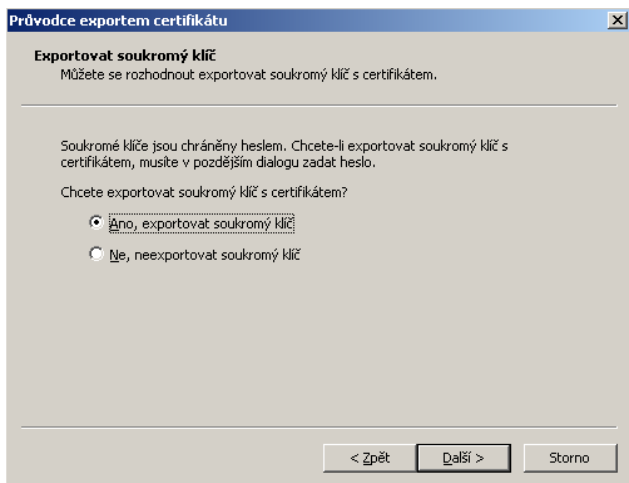 Průvodce exportem certifikátu
Exportovat soukromý klíč
Můžete se rozhodnout exportovat soukromý klíč s certifikátem.
Soukromé klíče jsou chráněny heslem. Chcete-li exportovat soukromý klíč s
certifikátem, musíte v pozdějším dialogu zadat heslo.
Chcete exportovat soukromý klíč s certifikátem?
Ano, exportovat soukromý klíč
Ne, neexportovat soukromý klíč
< Zpět Další > Storno